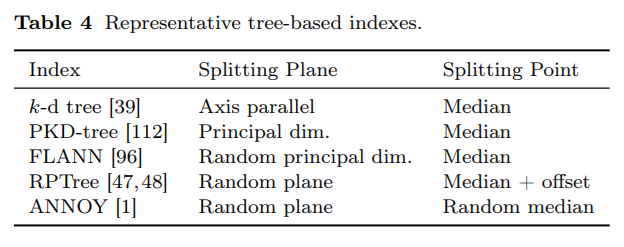 Table 4 Representative tree-based indexes.
Index Splitting Plane Splitting Point
k-d tree [39] Axis parallel Median
PKD-tree [112] Principal dim. Median
FLANN [96] Random principal dim. Median
RPTree [47,48] Random plane Median + offset
ANNOY [1] Random plane Random median